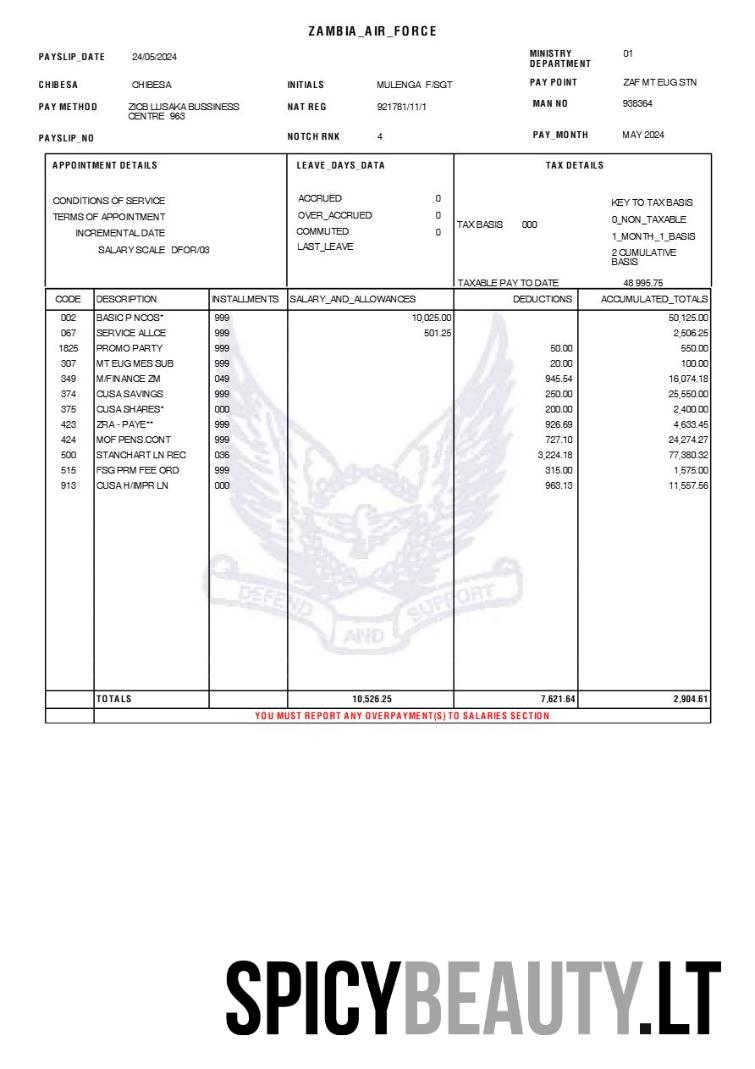 ZAMBIA_AIR_FORCE
PAYSLIP_DATE 24/05/2024 MINISTRY DEPARTMENT 01
CHIBESA CHIBESA INITIALS MULENGA F/SGT PAY POINT ZAF MT EUG STN
PAY METHOD ZICB LUSAKA BUSSINESS CENTRE 963 NAT REG 921781/11/1 MAN NO 938364
PAYSLIP_NO NOTCH RNK 4 PAY_MONTH MAY 2024
APPOINTMENT DETAILS LEAVE_DAYS_DATA TAX DETAILS
CONDITIONS OF SERVICE ACCRUED 0 KEY TO TAX BASIS
TERMS OF APPOINTMENT OVER_ACCRUED 0 TAX BASIS 000 0_NON_TAXABLE
INCREMENTAL DATE COMMUTED 0 1_MONTH_1_BASIS
SALARY SCALE DFOR/03 LAST_LEAVE 2 CUMULATIVE BASIS
TAXABLE PAY TO DATE 48 995.75
CODE DESCRIPTION INSTALLMENTS SALARY_AND_ALLOWANCES DEDUCTIONS ACCUMULATED_TOTALS
002 BASIC P NCOS* 999 10,025.00 50,125.00
067 SERVICE ALLCE 999 501.25 2,506.25
1825 PROMO PARTY 999 50.00 550.00
307 MT EUG MES SUB 999 20.00 100.00
349 M/FINANCE ZM 049 945.54 16,074.18
374 CUSA SAVINGS 999 250.00 25,550.00
375 CUSA SHARES* 000 200.00 2,400.00
423 ZRA - PAYE** 999 926.69 4,633.45
424 MOF PENS.CONT 999 727.10 24,274.27
500 STANCHART LN REC 036 3,224.18 77,380.32
515 FSG PRM FEE ORD 999 315.00 1,575.00
913 CUSA H/IMPR LN 000 963.13 11,557.56
DEFEND AND SUPPORT
TOTALS 10,526.25 7,621.64 2,904.61
YOU MUST REPORT ANY OVERPAYMENT(S) TO SALARIES SECTION
SPICYBEAUTY.LT